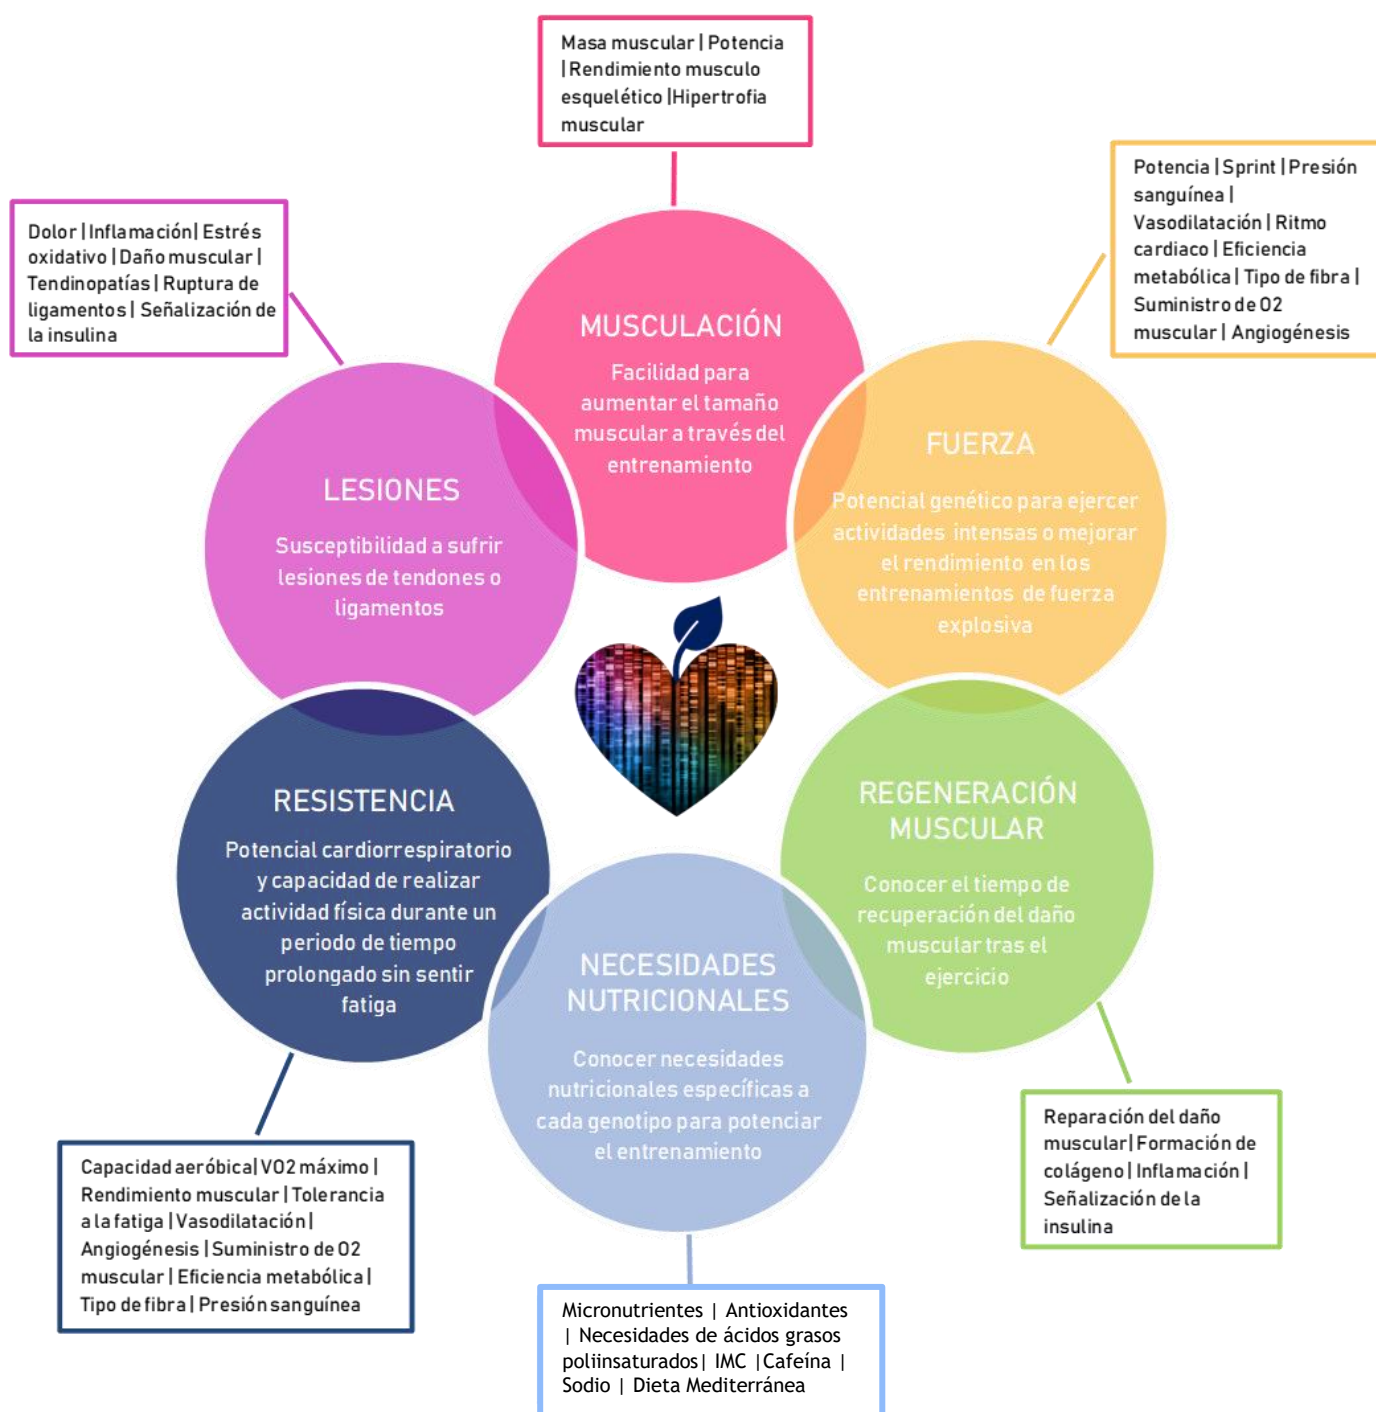 Masa muscular | Potencia
| Rendimiento musculo
esquelético |Hipertrofia
muscular
Potencia | Sprint | Presión
sanguínea |
Vasodilatación | Ritmo
cardiaco | Eficiencia
metabólica | Tipo de fibra |
Suministro de O2
muscular | Angiogénesis
Dolor | Inflamación| Estrés
oxidativo | Daño muscular |
Tendinopatías | Ruptura de
ligamentos | Señalización de
la insulina
MUSCULACIÓN
Facilidad para
aumentar el tamaño
muscular a través del
entrenamiento
FUERZA
Potencial genético para ejercer
actividades intensas o mejorar
el rendimiento en los
entrenamientos de fuerza
explosiva
LESIONES
Susceptibilidad a sufrir
lesiones de tendones o
ligamentos
RESISTENCIA
Potencial cardiorrespiratorio
y capacidad de realizar
actividad física durante un
periodo de tiempo
prolongado sin sentir
fatiga
REGENERACIÓN
MUSCULAR
Conocer el tiempo de
recuperación del daño
muscular tras el
ejercicio
NECESIDADES
NUTRICIONALES
Conocer necesidades
nutricionales específicas a
cada genotipo para potenciar
el entrenamiento
Reparación del daño
muscular| Formación de
colágeno | Inflamación |
Señalización de la
insulina
Capacidad aeróbica| VO2 máximo |
Rendimiento muscular | Tolerancia
a la fatiga | Vasodilatación |
Angiogénesis | Suministro de O2
muscular | Eficiencia metabólica |
Tipo de fibra | Presión sanguínea
Micronutrientes | Antioxidantes
| Necesidades de ácidos grasos
poliinsaturados| IMC |Cafeína |
Sodio | Dieta Mediterránea